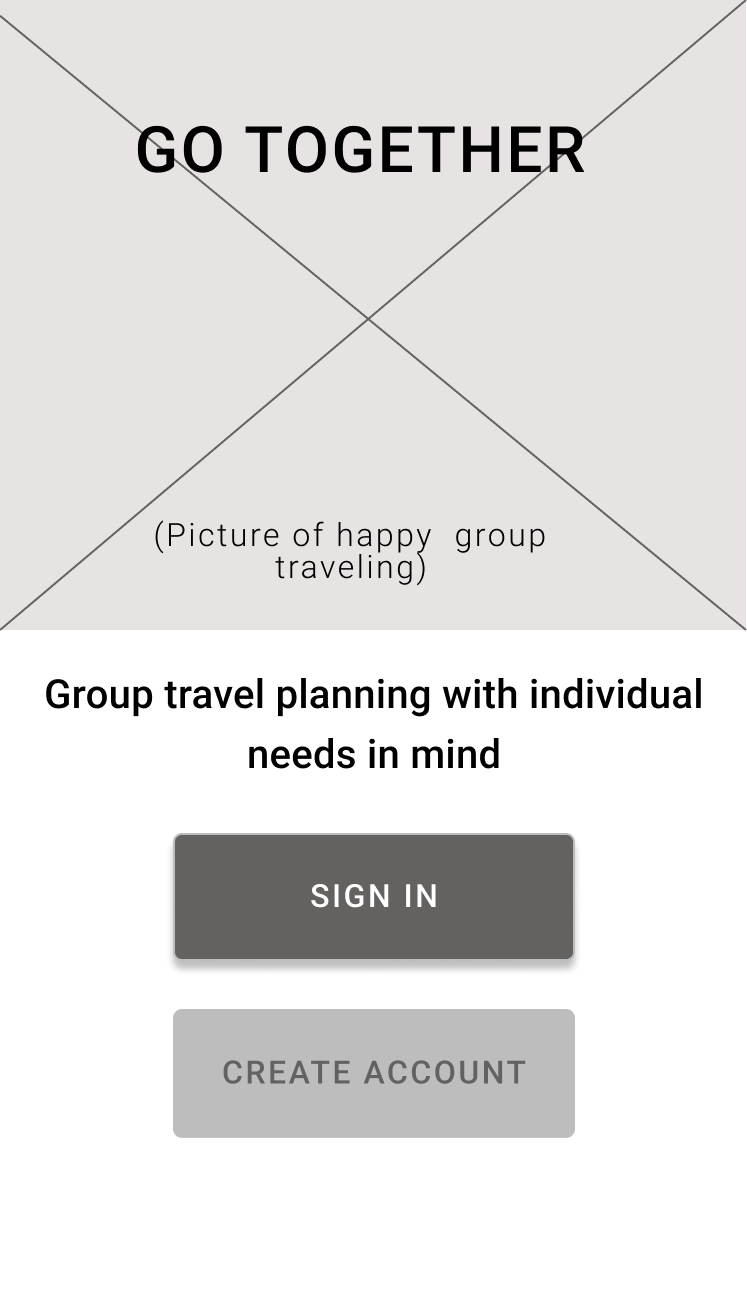 GO TOGETHER
(Picture of happy  group
traveling)
Group travel planning with individual
needs in mind
SIGN IN
CREATE ACCOUNT